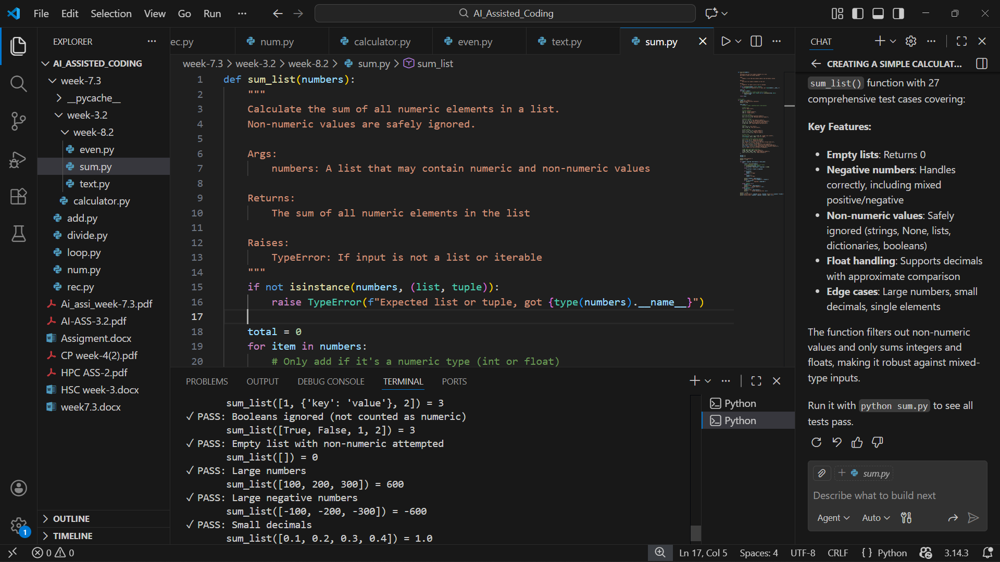 File Edit Selection View Go Run ···
AI_Assisted_Coding
EXPLORER
AI_ASSISTED_CODING
week-7.3
__pycache__
week-3.2
week-8.2
even.py
sum.py
text.py
calculator.py
add.py
divide.py
loop.py
num.py
rec.py
Ai_assi_week-7.3.pdf
AI-ASS-3.2.pdf
Assigment.docx
CP week-4(2).pdf
HPC ASS-2.pdf
HSC week-3.docx
week7.3.docx
OUTLINE
TIMELINE
ec.py num.py calculator.py even.py text.py sum.py
week-7.3 > week-3.2 > week-8.2 > sum.py > sum_list
1 def sum_list(numbers):
2 """
3 Calculate the sum of all numeric elements in a list.
4 Non-numeric values are safely ignored.
5
6 Args:
7 numbers: A list that may contain numeric and non-numeric values
8
9 Returns:
10 The sum of all numeric elements in the list
11
12 Raises:
13 TypeError: If input is not a list or iterable
14 """
15 if not isinstance(numbers, (list, tuple)):
16 raise TypeError(f"Expected list or tuple, got {type(numbers).__name__}")
17
18 total = 0
19 for item in numbers:
20 # Only add if it's a numeric type (int or float)
PROBLEMS OUTPUT DEBUG CONSOLE TERMINAL PORTS
sum_list([1, {'key': 'value'}, 2]) = 3
✓ PASS: Booleans ignored (not counted as numeric)
sum_list([True, False, 1, 2]) = 3
✓ PASS: Empty list with non-numeric attempted
sum_list([]) = 0
✓ PASS: Large numbers
sum_list([100, 200, 300]) = 600
✓ PASS: Large negative numbers
sum_list([-100, -200, -300]) = -600
✓ PASS: Small decimals
sum_list([0.1, 0.2, 0.3, 0.4]) = 1.0
Python
Python
CHAT
CREATING A SIMPLE CALCULAT...
sum_list() function with 27
comprehensive test cases covering:
Key Features:
• Empty lists: Returns 0
• Negative numbers: Handles
correctly, including mixed
positive/negative
• Non-numeric values: Safely
ignored (strings, None, lists,
dictionaries, booleans)
• Float handling: Supports decimals
with approximate comparison
• Edge cases: Large numbers, small
decimals, single elements
The function filters out non-numeric
values and only sums integers and
floats, making it robust against mixed-
type inputs.
Run it with python sum.py to see all
tests pass.
sum.py
Describe what to build next
Agent Auto
1
0 0
Ln 17, Col 5 Spaces: 4 UTF-8 CRLF { } Python 3.14.3